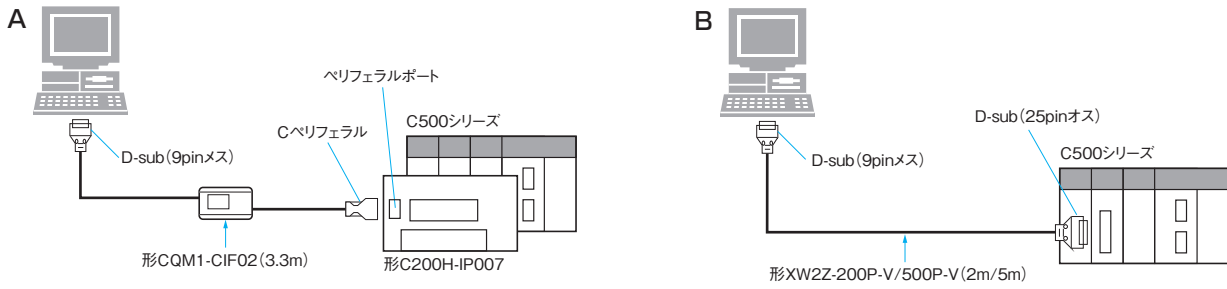 A
ペリフェラルポート
Cペリフェラル
C500シリーズ
D-sub(9pinメス)
形CQM1-CIF02(3.3m)
形C200H-IP007
B
D-sub(25pinオス)
C500シリーズ
D-sub(9pinメス)
形XW2Z-200P-V/500P-V(2m/5m)